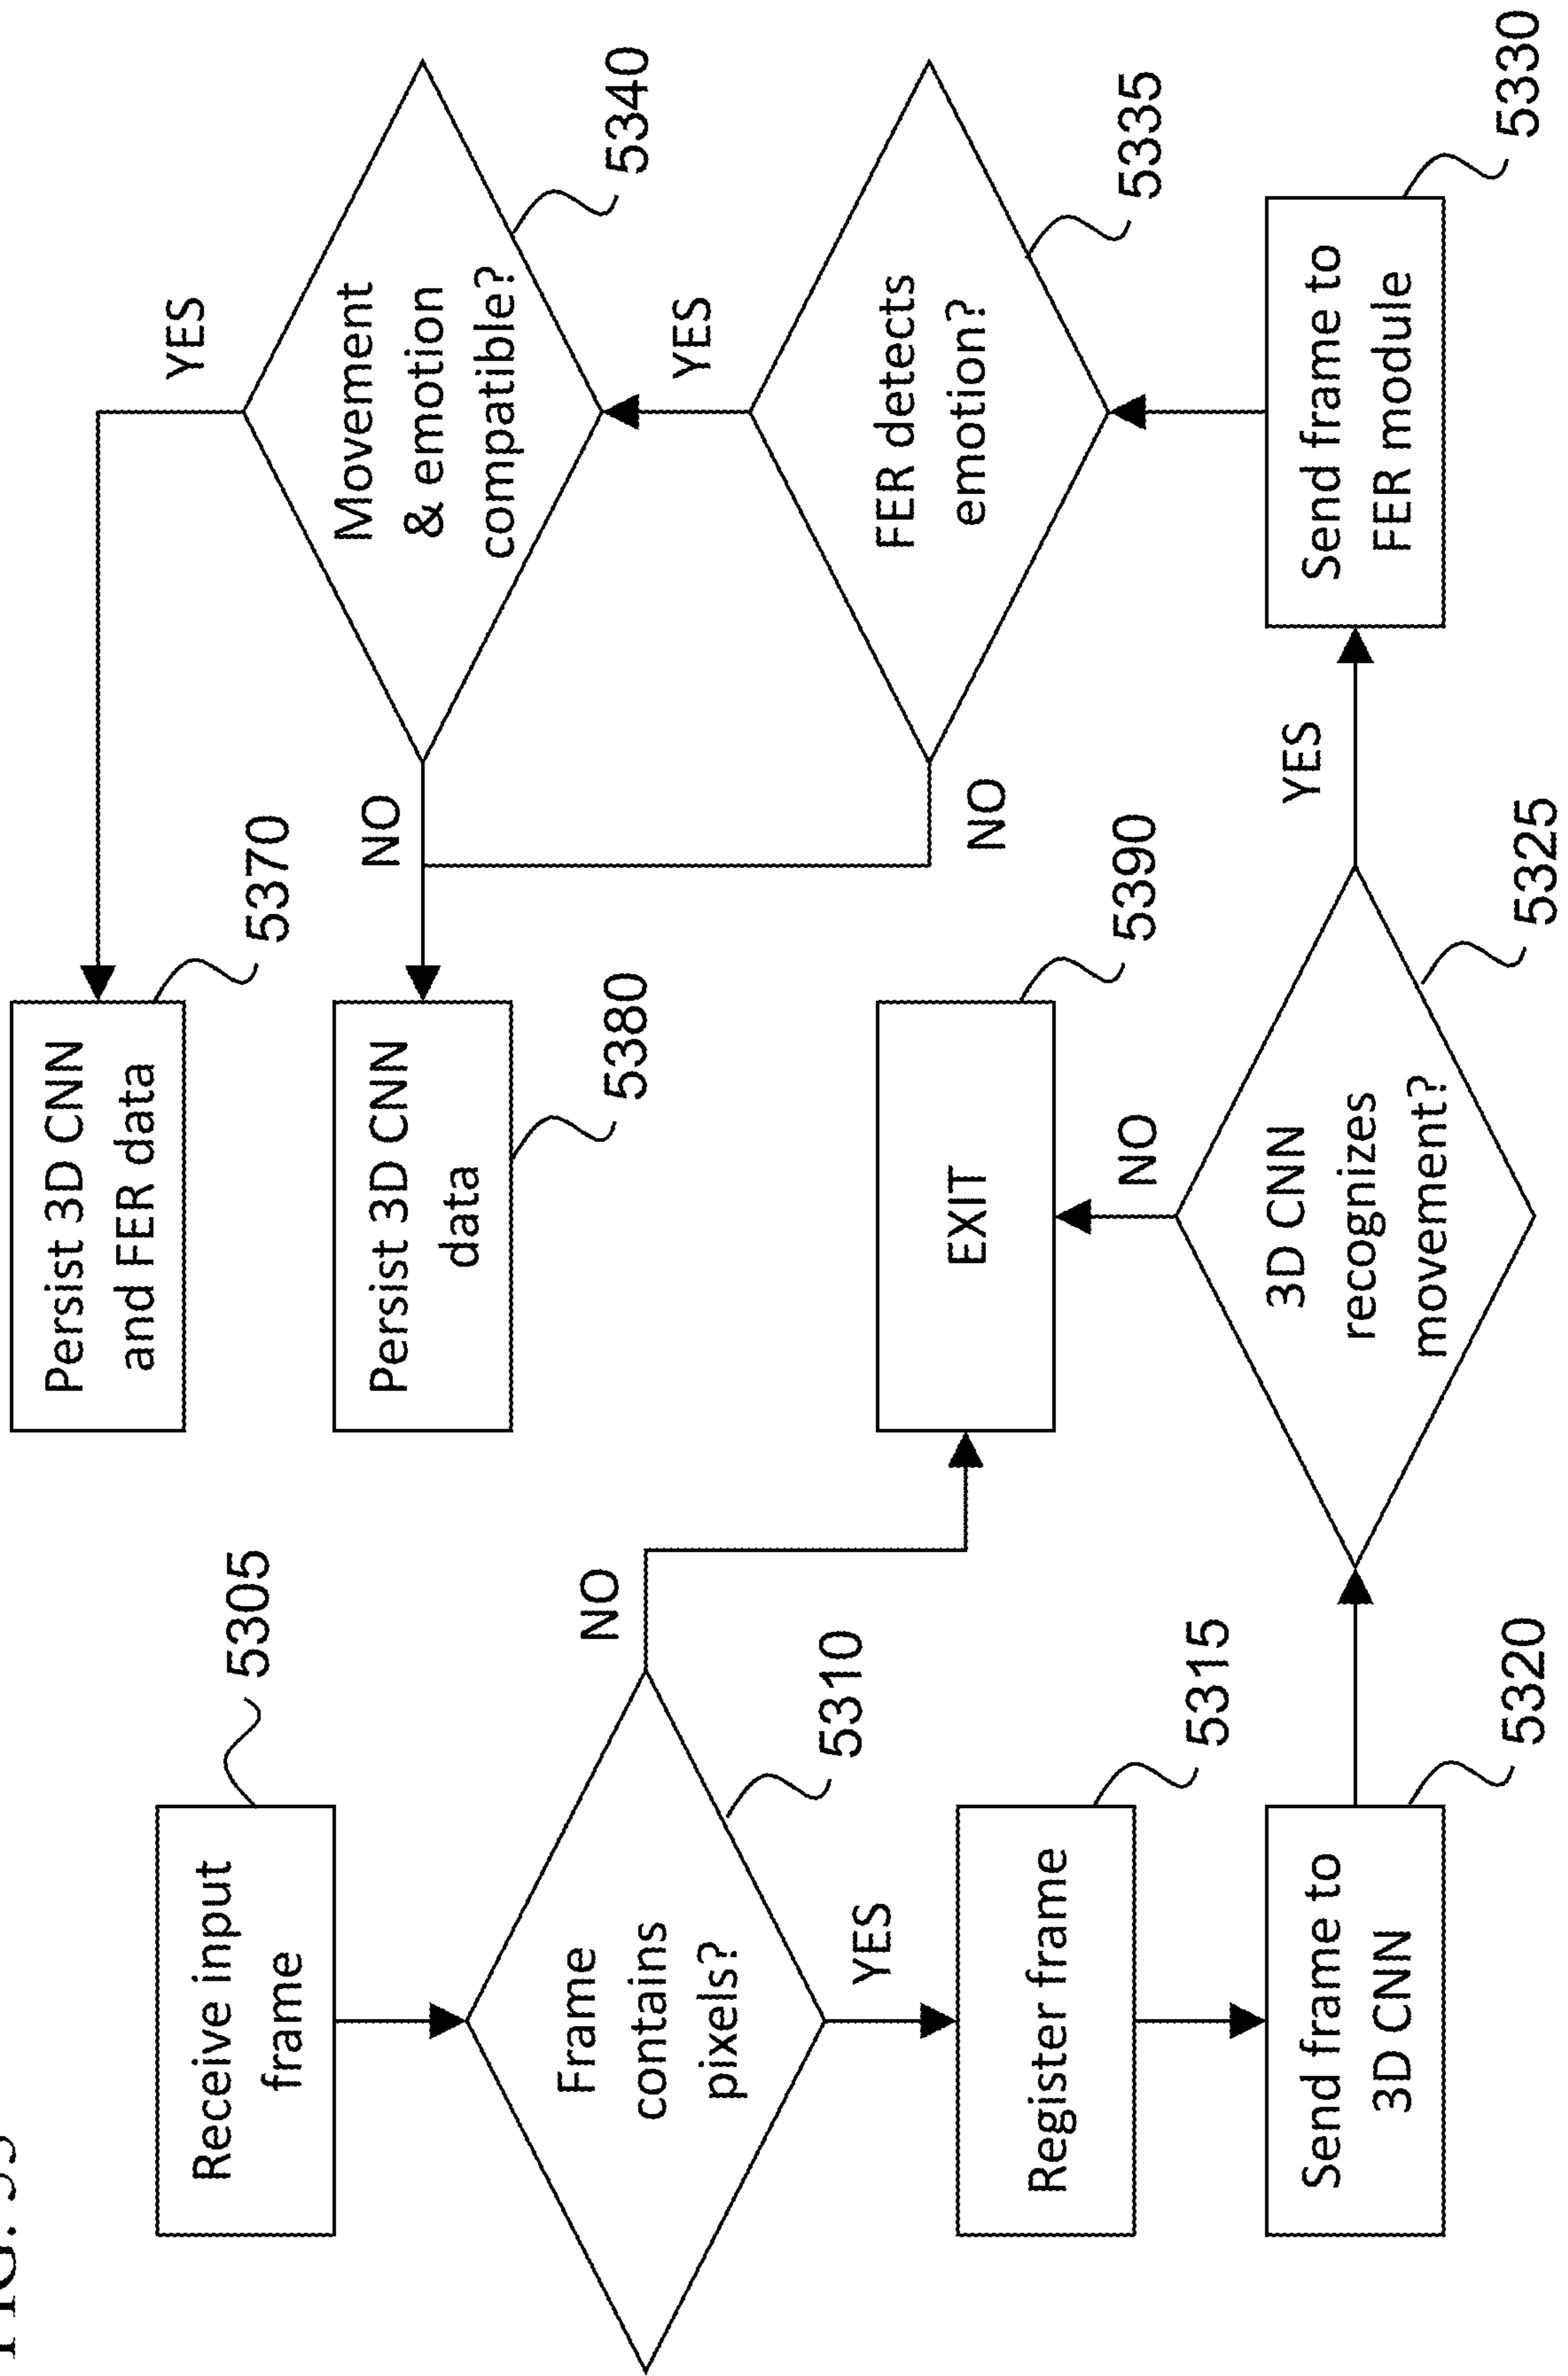 Receive input
frame
5305
Frame
contains
pixels?
5310
NO
YES
Register frame
5315
Send frame to
3D CNN
5320
3D CNN
recognizes
movement?
5325
NO
EXIT
5390
YES
Send frame to
FER module
5330
FER detects
emotion?
5335
NO
YES
Movement
& emotion
compatible?
5340
NO
YES
Persist 3D CNN
data
5380
Persist 3D CNN
and FER data
5370